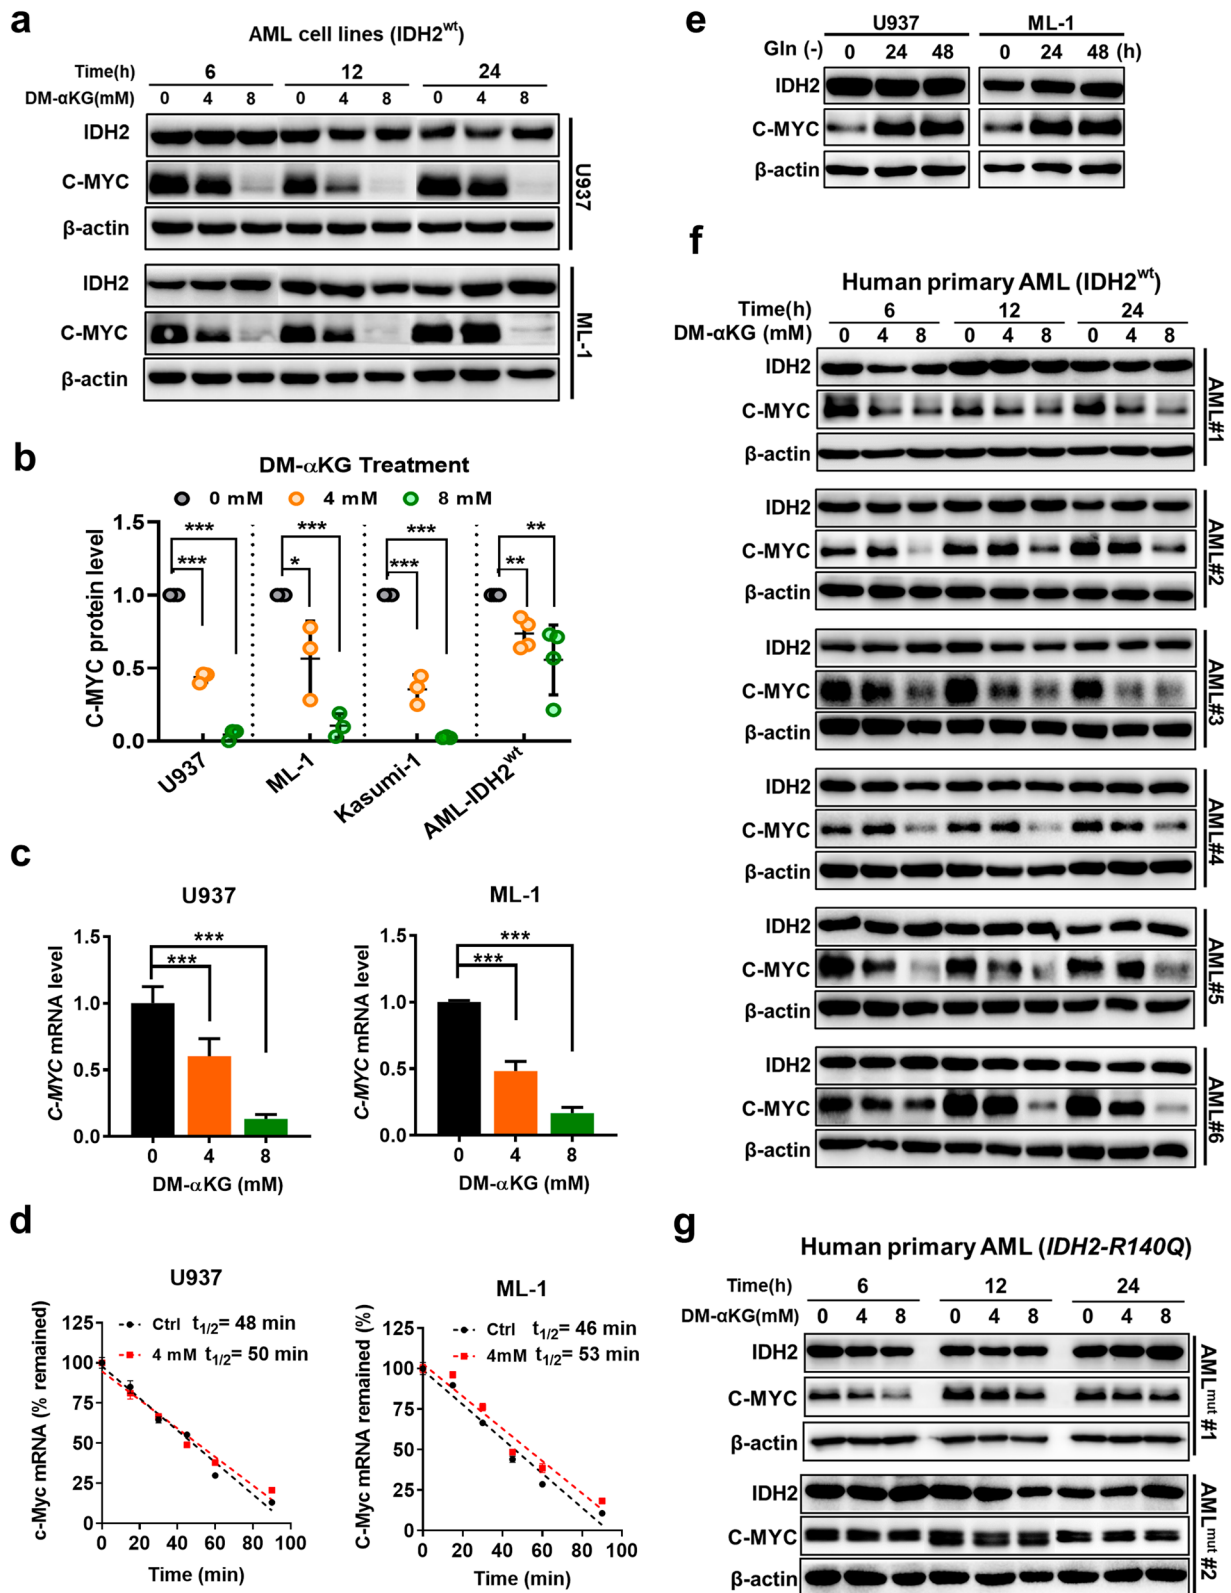 a
AML cell lines (IDH2wt)
Time(h) 6 12 24
DM-αKG(mM) 0 4 8 0 4 8 0 4 8
IDH2
C-MYC
β-actin
U937
IDH2
C-MYC
β-actin
ML-1
b
DM-αKG Treatment
0 mM 4 mM 8 mM
C-MYC protein level
1.5
1.0
0.5
0.0
*** *** *** * *** *** ** **
U937 ML-1 Kasumi-1 AML-IDH2wt
c
U937
C-MYC mRNA level
1.5
1.0
0.5
0.0
***
***
0 4 8
DM-αKG (mM)
ML-1
C-MYC mRNA level
1.5
1.0
0.5
0.0
***
***
0 4 8
DM-αKG (mM)
d
U937
c-Myc mRNA (% remained)
125
100
75
50
25
0
Ctrl t1/2= 48 min
4 mM t1/2= 50 min
0 20 40 60 80 100
Time (min)
ML-1
C-Myc mRNA remained (%)
125
100
75
50
25
0
Ctrl t1/2= 46 min
4mM t1/2= 53 min
0 20 40 60 80 100
Time (min)
e
U937 ML-1
Gln (-) 0 24 48 0 24 48 (h)
IDH2
C-MYC
β-actin
f
Human primary AML (IDH2wt)
Time(h) 6 12 24
DM-αKG (mM) 0 4 8 0 4 8 0 4 8
IDH2
C-MYC
β-actin
AML#1
IDH2
C-MYC
β-actin
AML#2
IDH2
C-MYC
β-actin
AML#3
IDH2
C-MYC
β-actin
AML#4
IDH2
C-MYC
β-actin
AML#5
IDH2
C-MYC
β-actin
AML#6
g
Human primary AML (IDH2-R140Q)
Time(h) 6 12 24
DM-αKG(mM) 0 4 8 0 4 8 0 4 8
IDH2
C-MYC
β-actin
AMLmut #1
IDH2
C-MYC
β-actin
AMLmut #2